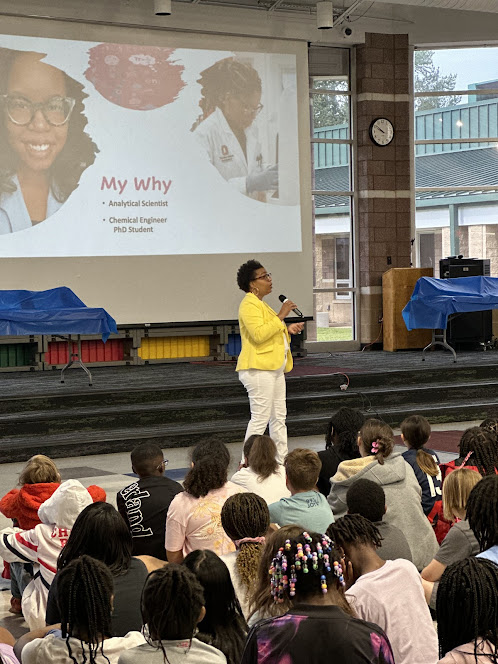 My Why
• Analytical Scientist
• Chemical Engineer
PhD Student